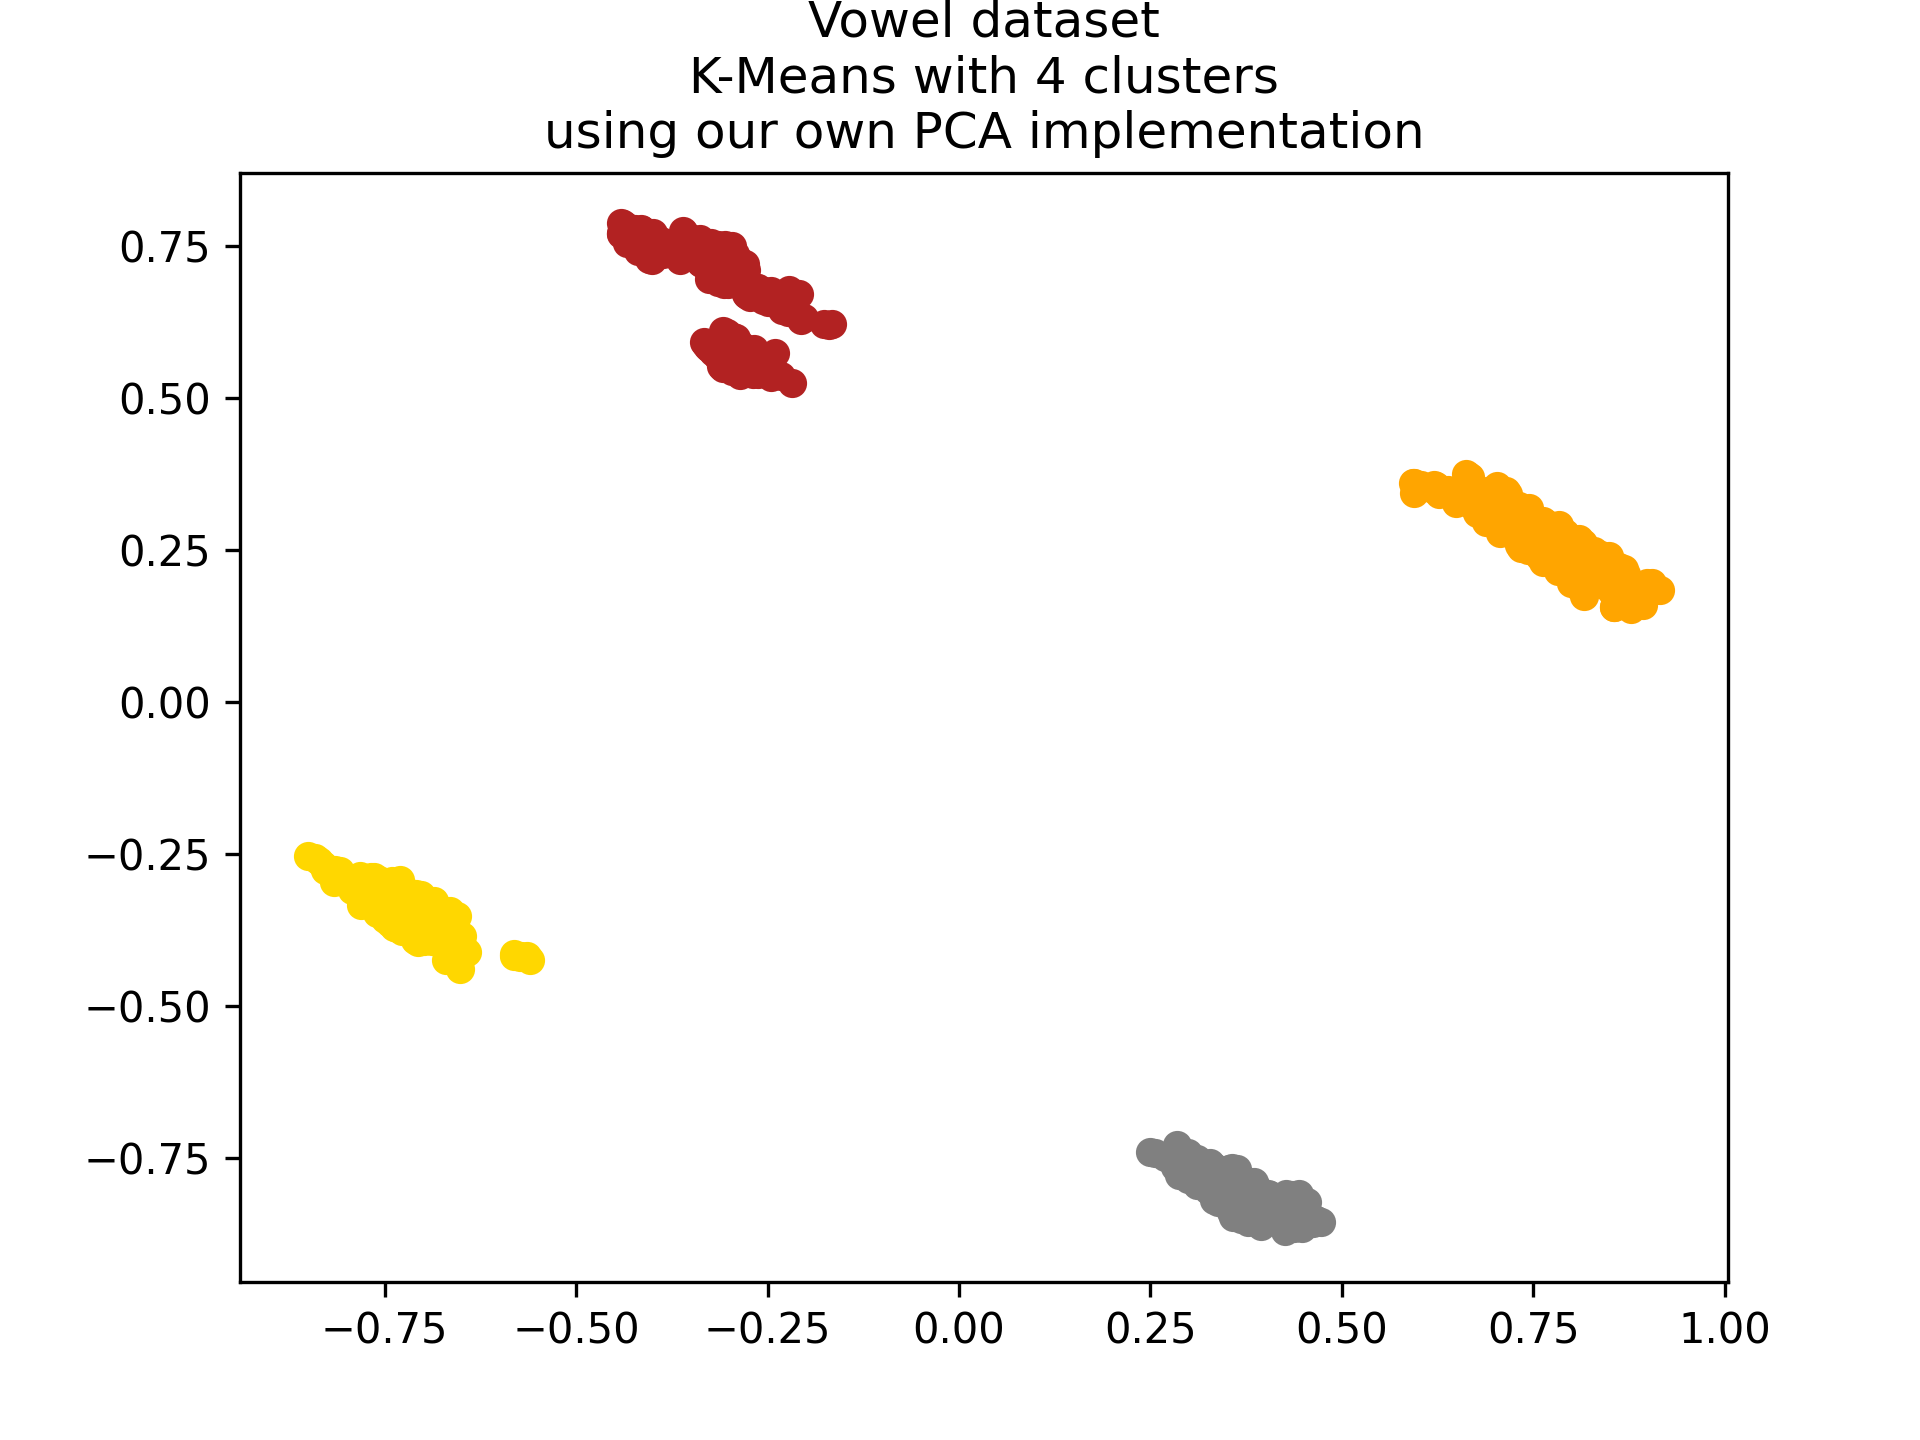 Vowel dataset
K-Means with 4 clusters
using our own PCA implementation
0.75
0.50
0.25
0.00
−0.25
−0.50
−0.75
−0.75 −0.50 −0.25 0.00 0.25 0.50 0.75 1.00